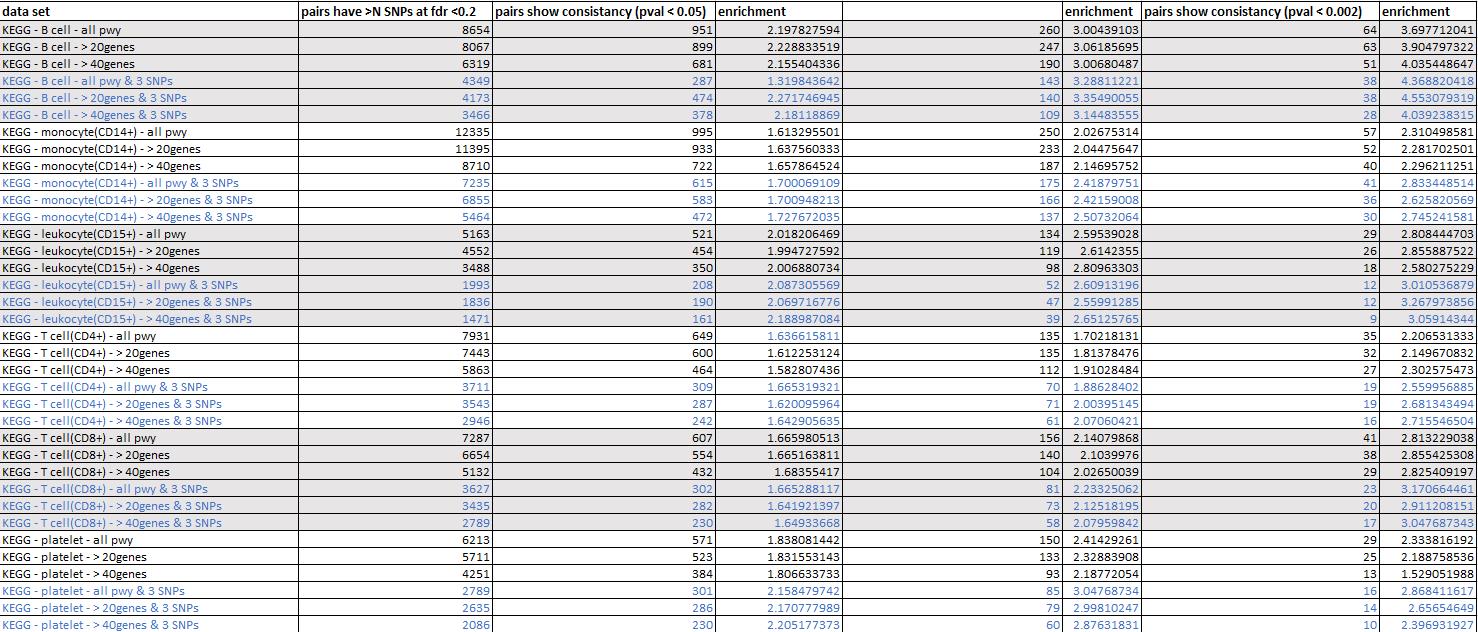 data set pairs have >N SNPs at fdr <0.2 pairs show consistancy (pval < 0.05) enrichment enrichment pairs show consistancy (pval < 0.002) enrichment
KEGG - B cell - all pwy 8654 951 2.197827594 260 3.00439103 64 3.697712041
KEGG - B cell - > 20genes 8067 899 2.228833519 247 3.06185695 63 3.904797322
KEGG - B cell - > 40genes 6319 681 2.155404336 190 3.00680487 51 4.035448647
KEGG - B cell - all pwy & 3 SNPs 4349 287 1.319843642 143 3.28811221 38 4.368820418
KEGG - B cell - > 20genes & 3 SNPs 4173 474 2.271746945 140 3.35490055 38 4.553079319
KEGG - B cell - > 40genes & 3 SNPs 3466 378 2.18118869 109 3.14483555 28 4.039238315
KEGG - monocyte(CD14+) - all pwy 12335 995 1.613295501 250 2.02675314 57 2.310498581
KEGG - monocyte(CD14+) - > 20genes 11395 933 1.637560333 233 2.04475647 52 2.281702501
KEGG - monocyte(CD14+) - > 40genes 8710 722 1.657864524 187 2.14695752 40 2.296211251
KEGG - monocyte(CD14+) - all pwy & 3 SNPs 7235 615 1.700069109 175 2.41879751 41 2.833448514
KEGG - monocyte(CD14+) - > 20genes & 3 SNPs 6855 583 1.700948213 166 2.42159008 36 2.625820569
KEGG - monocyte(CD14+) - > 40genes & 3 SNPs 5464 472 1.727672035 137 2.50732064 30 2.745241581
KEGG - leukocyte(CD15+) - all pwy 5163 521 2.018206469 134 2.59539028 29 2.808444703
KEGG - leukocyte(CD15+) - > 20genes 4552 454 1.994727592 119 2.6142355 26 2.855887522
KEGG - leukocyte(CD15+) - > 40genes 3488 350 2.006880734 98 2.80963303 18 2.580275229
KEGG - leukocyte(CD15+) - all pwy & 3 SNPs 1993 208 2.087305569 52 2.60913196 12 3.010536879
KEGG - leukocyte(CD15+) - > 20genes & 3 SNPs 1836 190 2.069716776 47 2.55991285 12 3.267973856
KEGG - leukocyte(CD15+) - > 40genes & 3 SNPs 1471 161 2.188987084 39 2.65125765 9 3.05914344
KEGG - T cell(CD4+) - all pwy 7931 649 1.636615811 135 1.70218131 35 2.206531333
KEGG - T cell(CD4+) - > 20genes 7443 600 1.612253124 135 1.81378476 32 2.149670832
KEGG - T cell(CD4+) - > 40genes 5863 464 1.582807436 112 1.91028484 27 2.302575473
KEGG - T cell(CD4+) - all pwy & 3 SNPs 3711 309 1.665319321 70 1.88628402 19 2.559956885
KEGG - T cell(CD4+) - > 20genes & 3 SNPs 3543 287 1.620095964 71 2.00395145 19 2.681343494
KEGG - T cell(CD4+) - > 40genes & 3 SNPs 2946 242 1.642905635 61 2.07060421 16 2.715546504
KEGG - T cell(CD8+) - all pwy 7287 607 1.665980513 156 2.14079868 41 2.813229038
KEGG - T cell(CD8+) - > 20genes 6654 554 1.665163811 140 2.1039976 38 2.855425308
KEGG - T cell(CD8+) - > 40genes 5132 432 1.68355417 104 2.02650039 29 2.825409197
KEGG - T cell(CD8+) - all pwy & 3 SNPs 3627 302 1.665288117 81 2.23325062 23 3.170664461
KEGG - T cell(CD8+) - > 20genes & 3 SNPs 3435 282 1.641921397 73 2.12518195 20 2.911208151
KEGG - T cell(CD8+) - > 40genes & 3 SNPs 2789 230 1.64933668 58 2.07959842 17 3.047687343
KEGG - platelet - all pwy 6213 571 1.838081442 150 2.41429261 29 2.333816192
KEGG - platelet - > 20genes 5711 523 1.831553143 133 2.32883908 25 2.188758536
KEGG - platelet - > 40genes 4251 384 1.806633733 93 2.18772054 13 1.529051988
KEGG - platelet - all pwy & 3 SNPs 2789 301 2.158479742 85 3.04768734 16 2.868411617
KEGG - platelet - > 20genes & 3 SNPs 2635 286 2.170777989 79 2.99810247 14 2.65654649
KEGG - platelet - > 40genes & 3 SNPs 2086 230 2.205177373 60 2.87631831 10 2.396931927